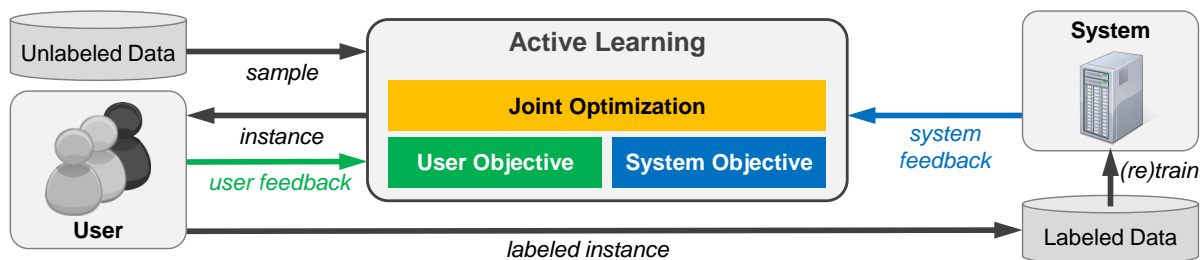 Unlabeled Data
sample
Active Learning
System
Joint Optimization
instance
User Objective
System Objective
user feedback
system
feedback
(re)train
User
labeled instance
Labeled Data